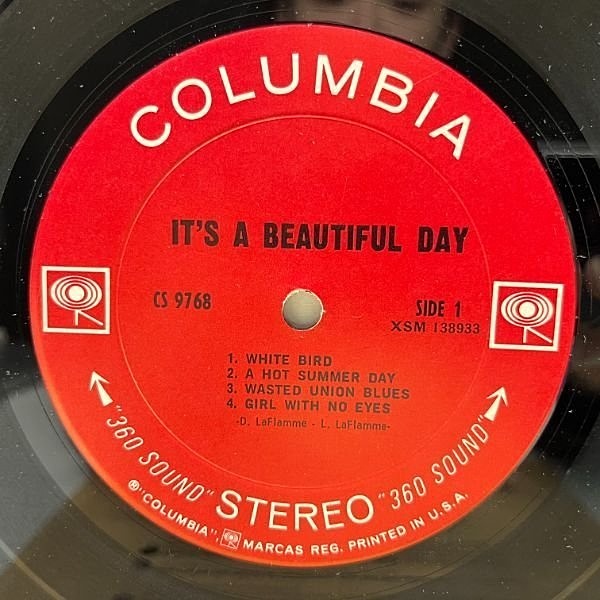 COLUMBIA
IT'S A BEAUTIFUL DAY
CS 9768
SIDE 1
XSM 138933
1. WHITE BIRD
2. A HOT SUMMER DAY
3. WASTED UNION BLUES
4. GIRL WITH NO EYES
-D. LaFlamme - L. LaFlamme-
"360 SOUND" STEREO "360 SOUND"
® "COLUMBIA", MARCAS REG. PRINTED IN U.S.A.